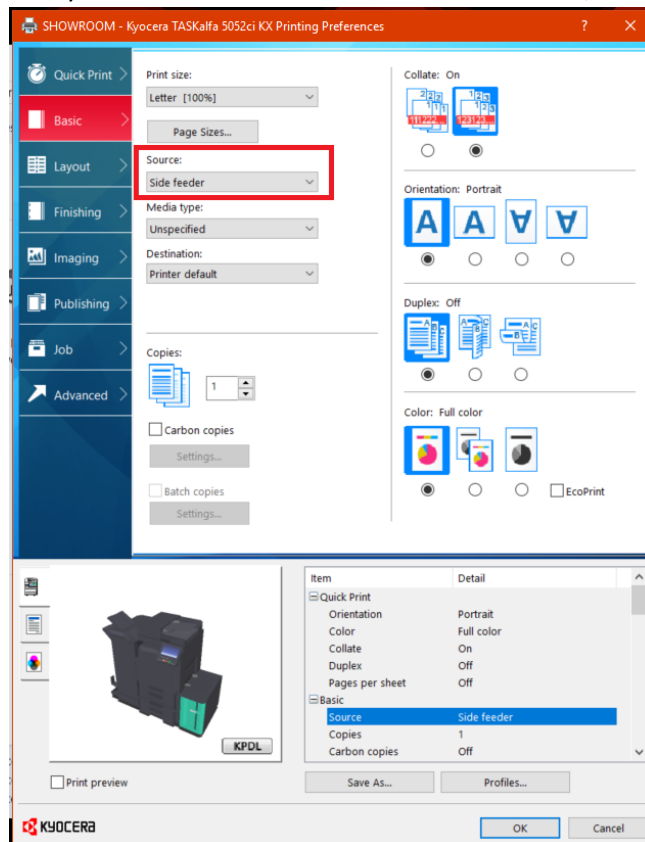 SHOWROOM - Kyocera TASKalfa 5052ci KX Printing Preferences ? ×
Quick Print >
Basic >
Layout >
Finishing >
Imaging >
Publishing >
Job >
Advanced >
Print size:
Letter [100%]
Page Sizes...
Source:
Side feeder
Media type:
Unspecified
Destination:
Printer default
Copies:
1
Carbon copies
Settings...
Batch copies
Settings...
Collate: On
Orientation: Portrait
A A A A
Duplex: Off
Color: Full color
EcoPrint
KPDL
Print preview
Item Detail
Quick Print
Orientation Portrait
Color Full color
Collate On
Duplex Off
Pages per sheet Off
Basic
Source Side feeder
Copies 1
Carbon copies Off
Save As... Profiles...
KYOCERA
OK Cancel